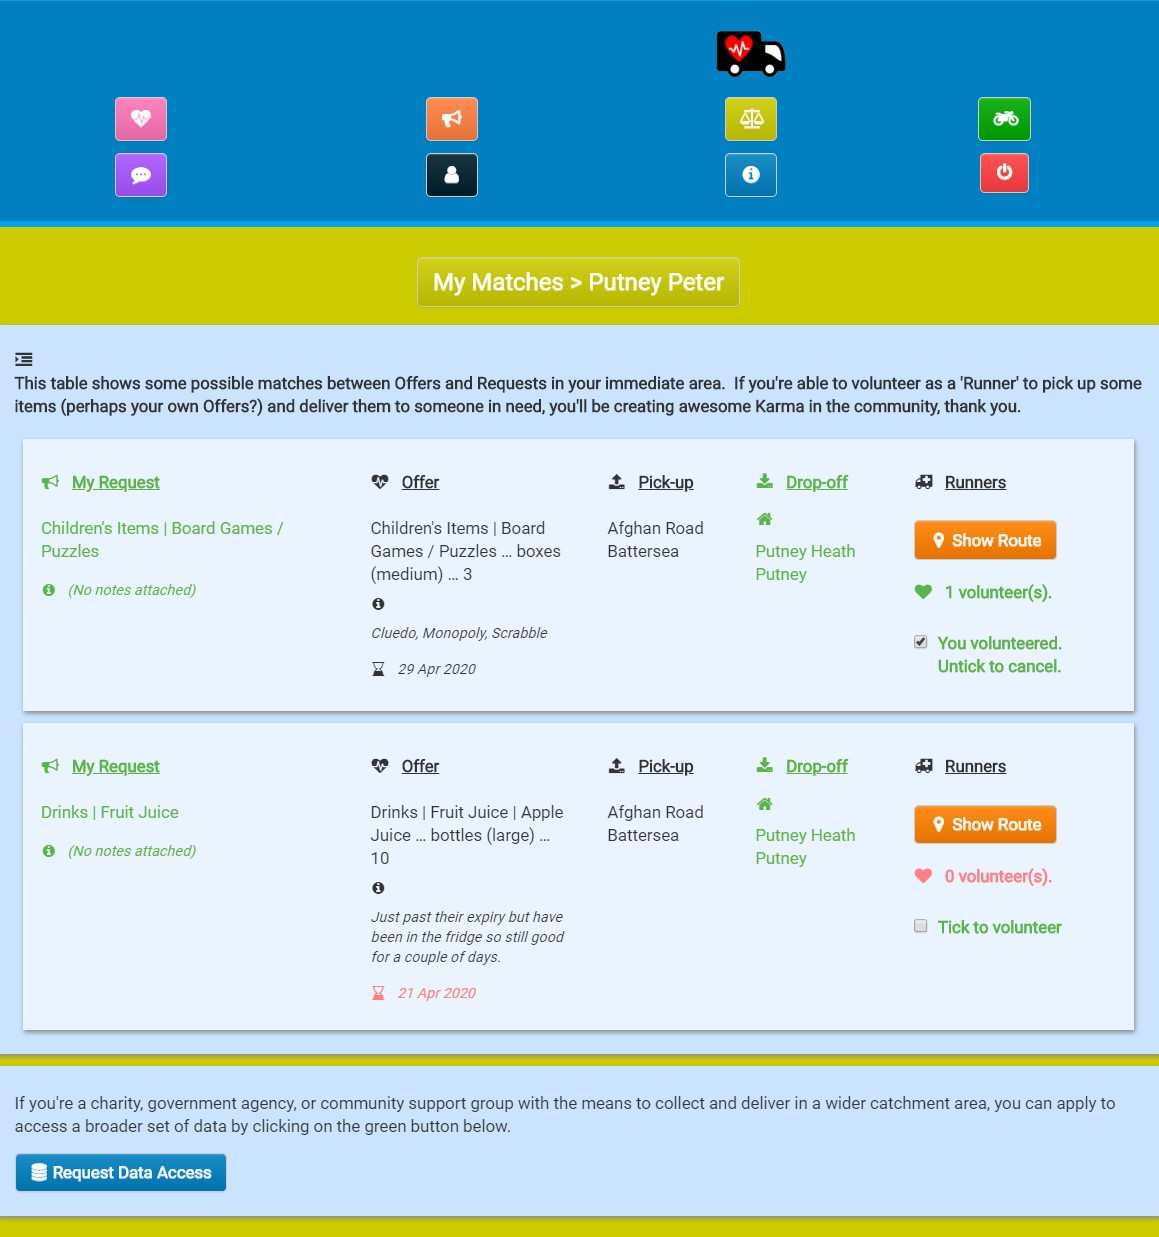 My Matches > Putney Peter
This table shows some possible matches between Offers and Requests in your immediate area.  If you're able to volunteer as a 'Runner' to pick up some
items (perhaps your own Offers?) and deliver them to someone in need, you'll be creating awesome Karma in the community, thank you.
My Request
Children's Items | Board Games /
Puzzles
(No notes attached)
Offer
Children's Items | Board
Games / Puzzles ... boxes
(medium) ... 3
Cluedo, Monopoly, Scrabble
29 Apr 2020
Pick-up
Afghan Road
Battersea
Drop-off
Putney Heath
Putney
Runners
Show Route
1 volunteer(s).
You volunteered.
Untick to cancel.
My Request
Drinks | Fruit Juice
(No notes attached)
Offer
Drinks | Fruit Juice | Apple
Juice ... bottles (large) ...
10
Just past their expiry but have
been in the fridge so still good
for a couple of days.
21 Apr 2020
Pick-up
Afghan Road
Battersea
Drop-off
Putney Heath
Putney
Runners
Show Route
0 volunteer(s).
Tick to volunteer
If you're a charity, government agency, or community support group with the means to collect and deliver in a wider catchment area, you can apply to
access a broader set of data by clicking on the green button below.
Request Data Access